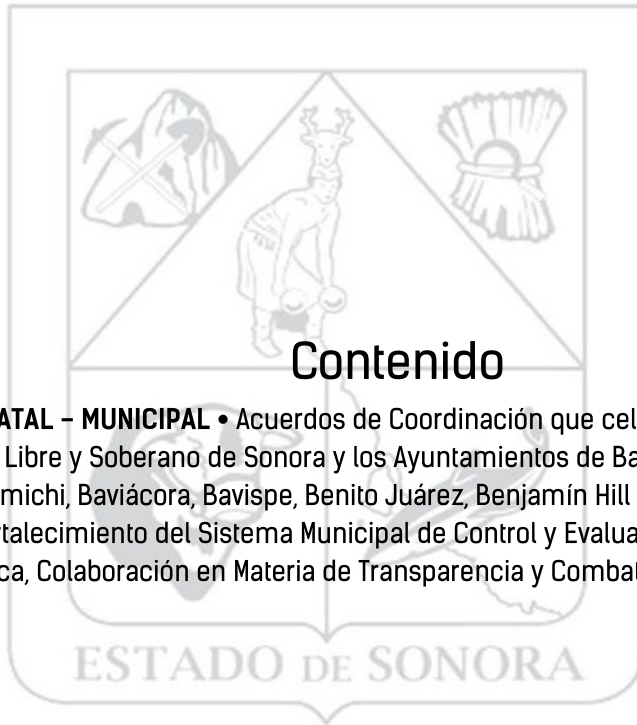 Contenido
ATAL – MUNICIPAL • Acuerdos de Coordinación que cel
Libre y Soberano de Sonora y los Ayuntamientos de Ba
michi, Baviácora, Bavispe, Benito Juárez, Benjamín Hill
talecimiento del Sistema Municipal de Control y Evalua
ca, Colaboración en Materia de Transparencia y Combat
ESTADO DE SONORA